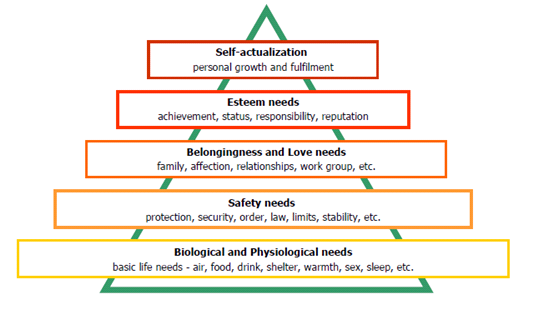 Self-actualization
personal growth and fulfilment
Esteem needs
achievement, status, responsibility, reputation
Belongingness and Love needs
family, affection, relationships, work group, etc.
Safety needs
protection, security, order, law, limits, stability, etc.
Biological and Physiological needs
basic life needs - air, food, drink, shelter, warmth, sex, sleep, etc.